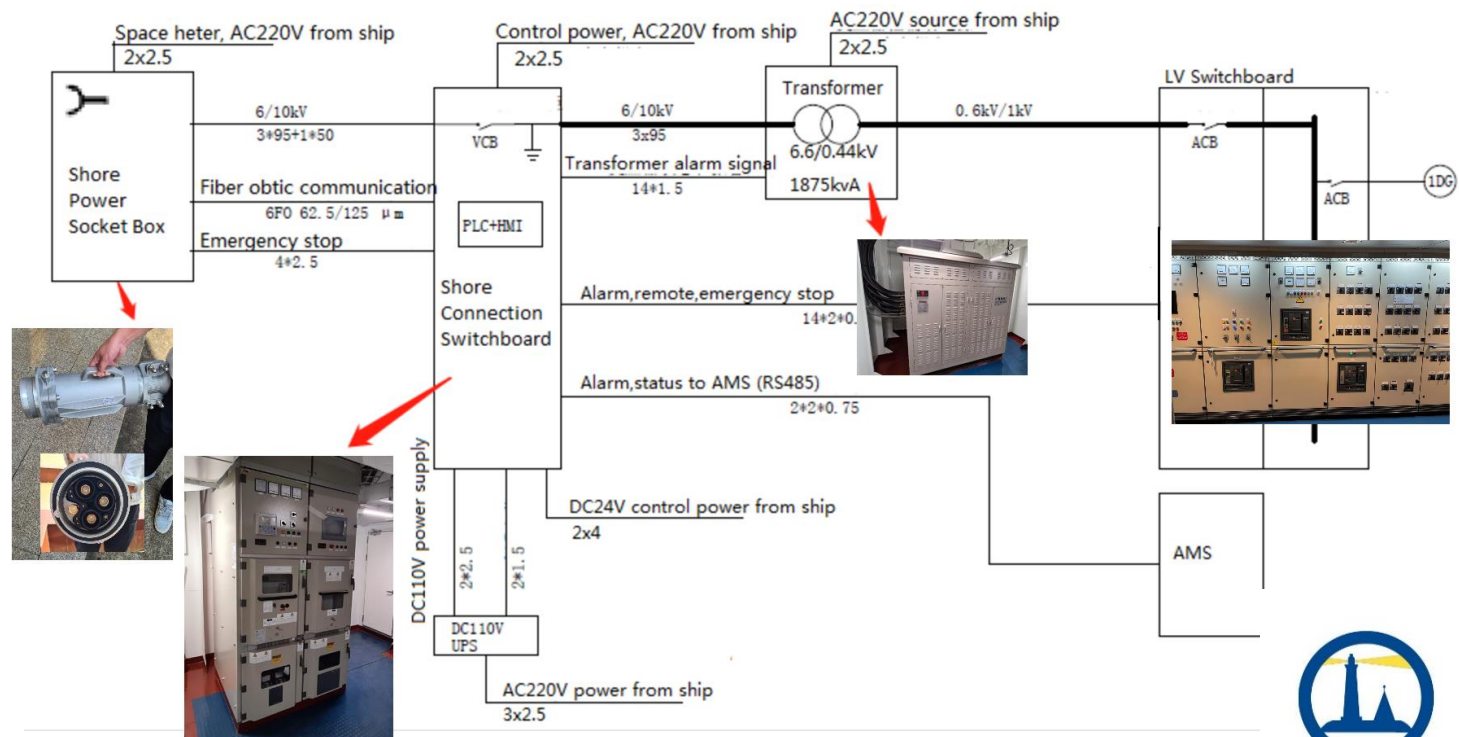 Space heter, AC220V from ship
2x2.5
Control power, AC220V from ship
2x2.5
AC220V source from ship
2x2.5
Shore
Power
Socket Box
6/10kV
3*95+1*50
Fiber obtic communication
6FO 62.5/125 μm
Emergency stop
4*2.5
VCB
PLC+HMI
Shore
Connection
Switchboard
6/10kV
3x95
Transformer alarm signal
14*1.5
Transformer
6.6/0.44kV
1875kvA
0.6kV/1kV
LV Switchboard
ACB
ACB
1DG
Alarm,remote,emergency stop
14*2*0.
Alarm,status to AMS (RS485)
2*2*0.75
AMS
DC110V power supply
2*2.5
2*1.5
DC24V control power from ship
2x4
DC110V
UPS
AC220V power from ship
3x2.5